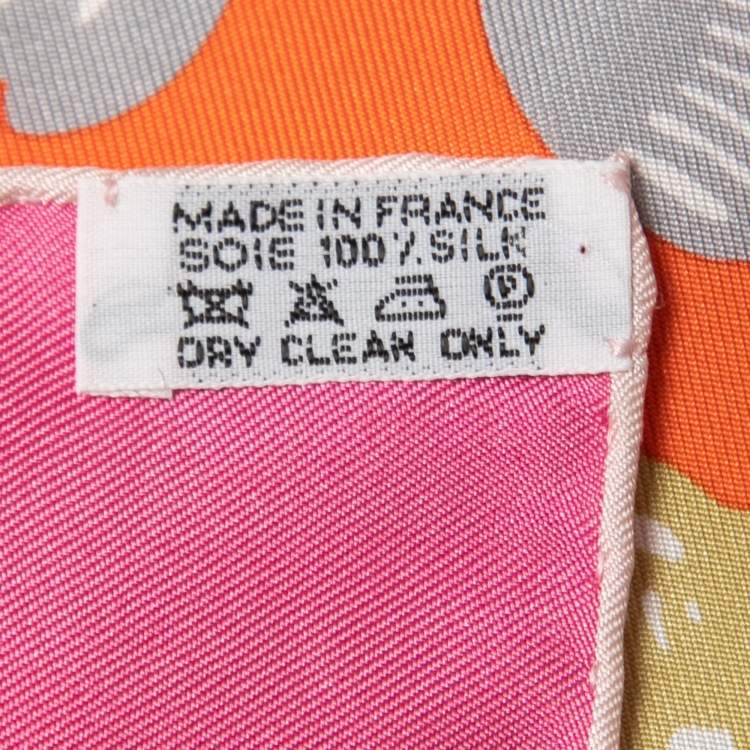 MADE IN FRANCE
SOIE 100% SILK
P
DRY CLEAN ONLY